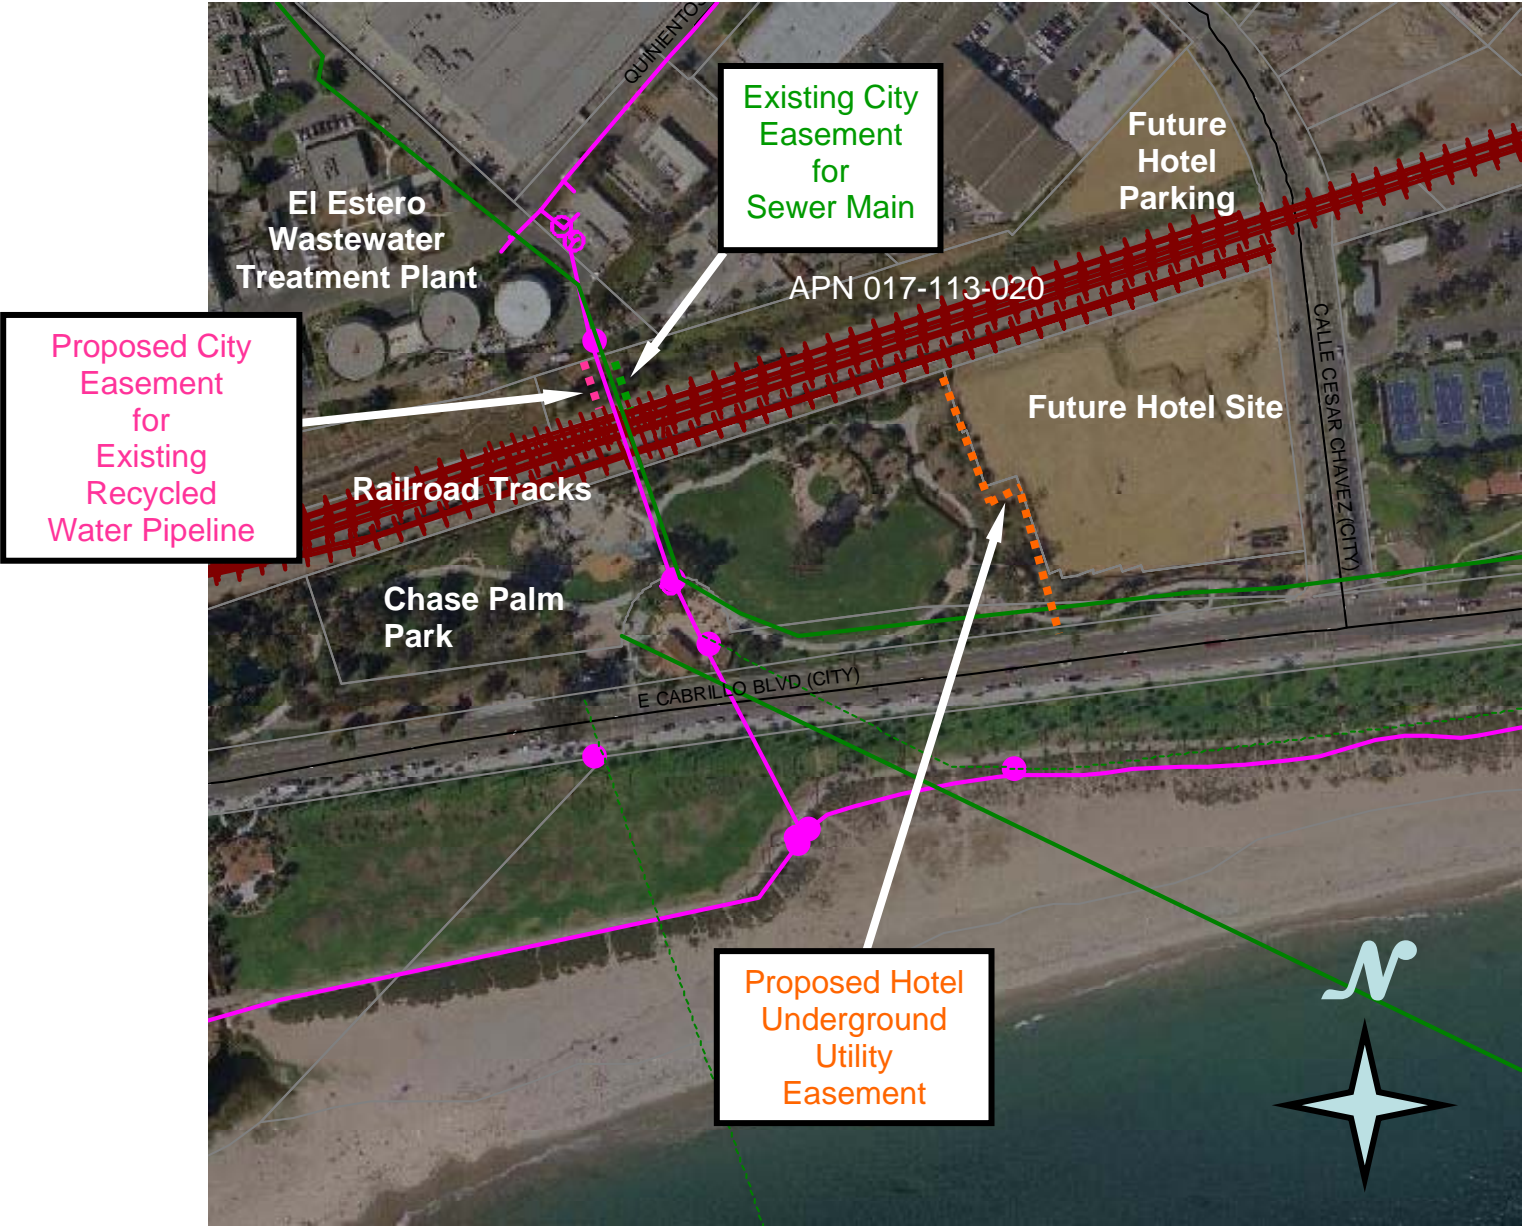 QUINIENTOS
Existing City
Easement
for
Sewer Main
Future
Hotel
Parking
El Estero
Wastewater
Treatment Plant
APN 017-113-020
CALLE CESAR CHAVEZ (CITY)
Proposed City
Easement
for
Existing
Recycled
Water Pipeline
Future Hotel Site
Railroad Tracks
Chase Palm
Park
E CABRILLO BLVD (CITY)
Proposed Hotel
Underground
Utility
Easement
N